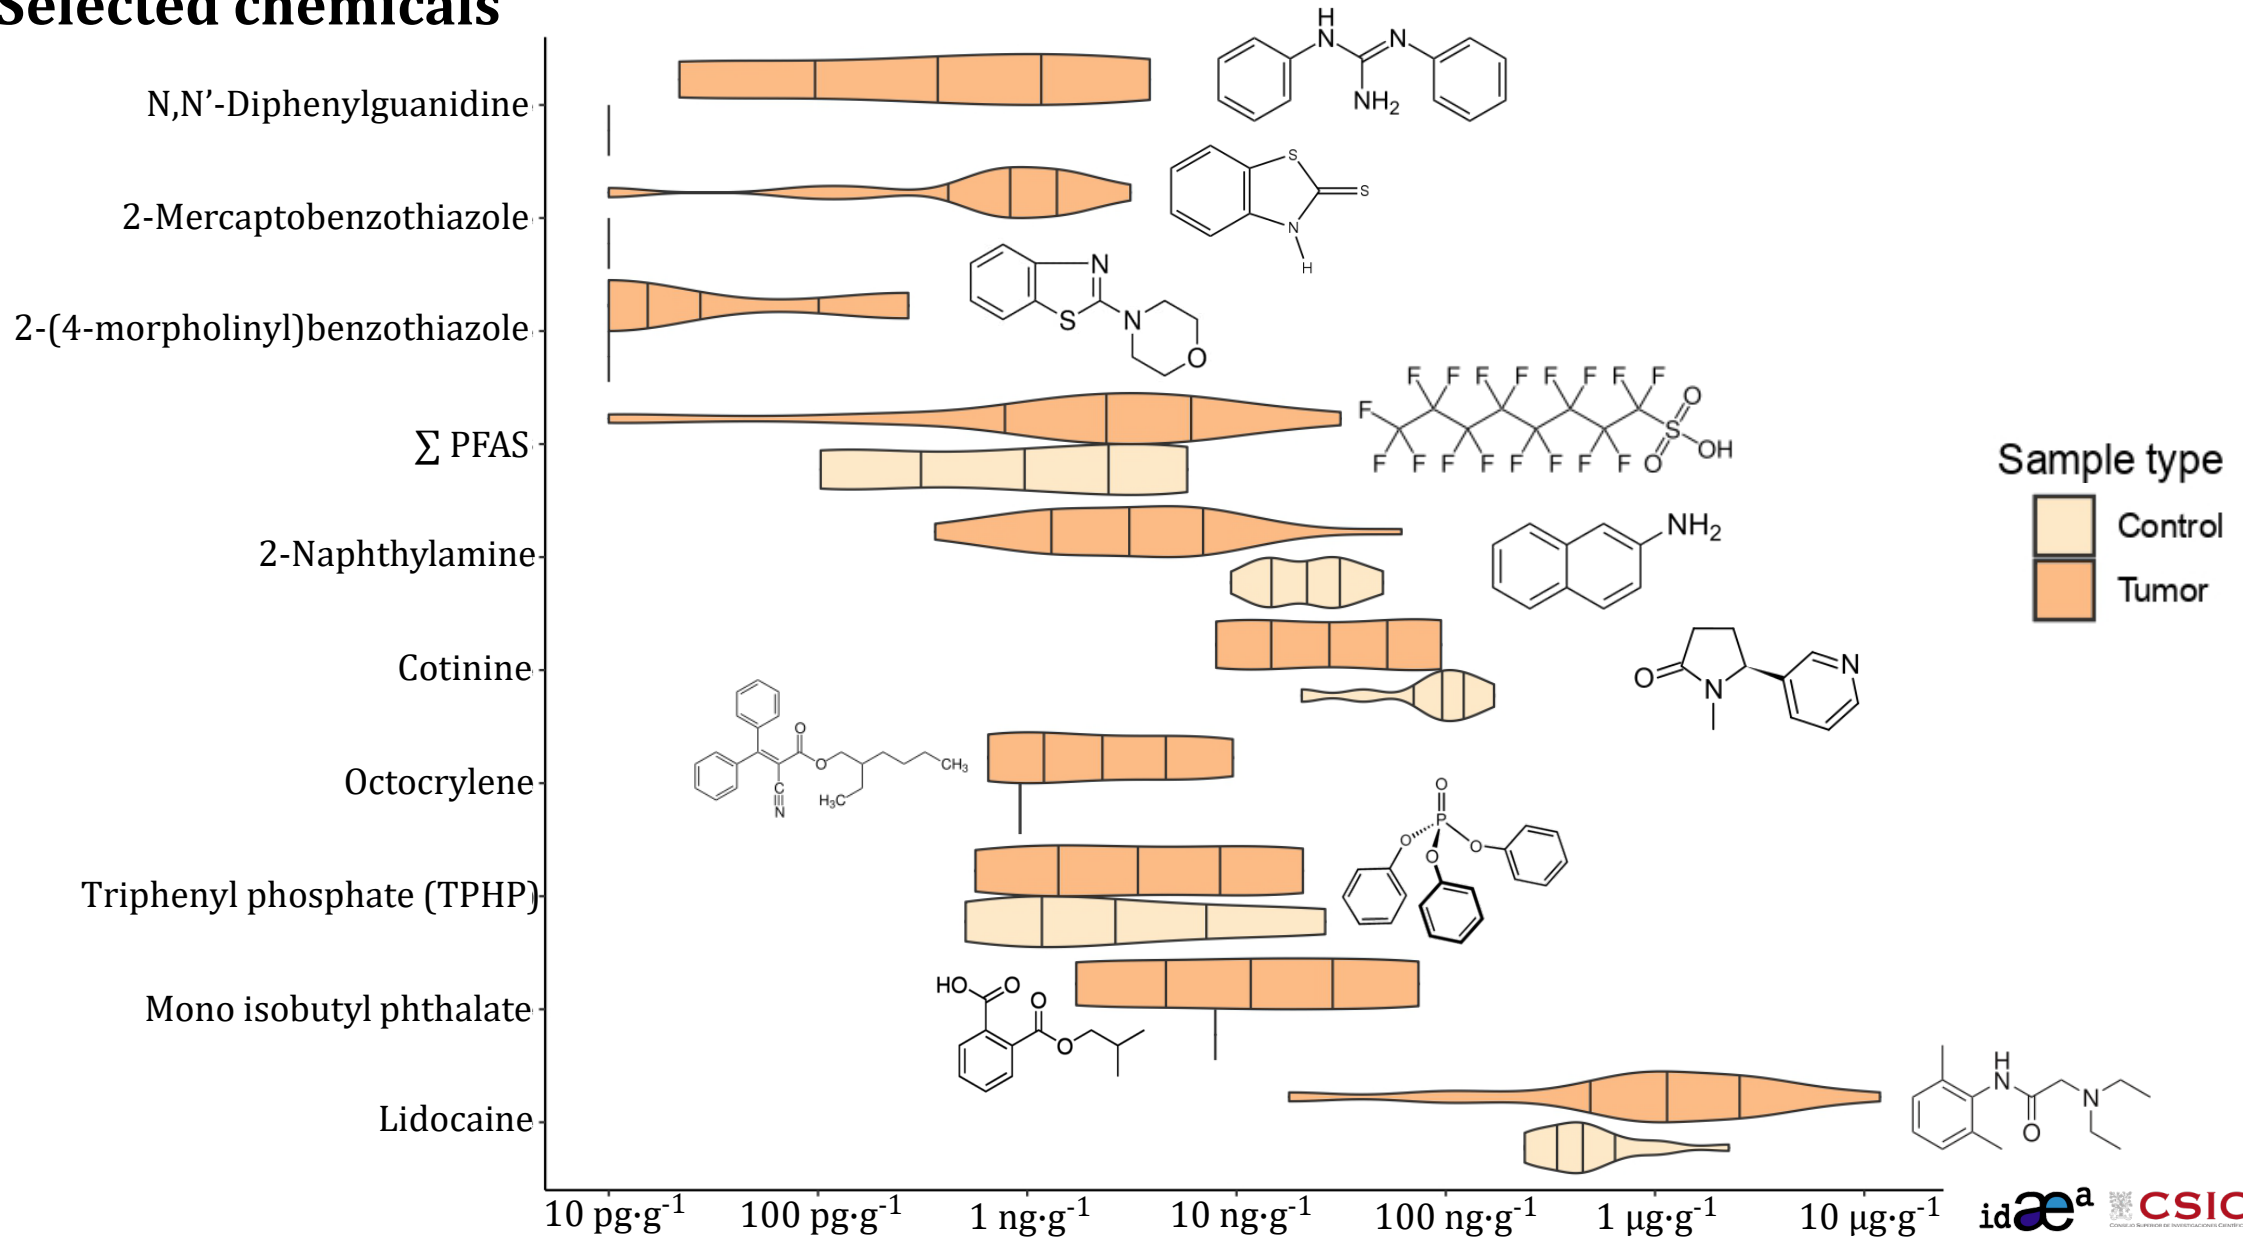 Selected chemicals
N,N'-Diphenylguanidine
H
N
N
NH2
2-Mercaptobenzothiazole
S
S
N
H
2-(4-morpholinyl)benzothiazole
N
S
N
O
∑ PFAS
F F F F F F F F
F
O
S
OH
F F F F F F F F O
2-Naphthylamine
NH2
Sample type
Control
Tumor
Cotinine
O
N
N
Octocrylene
O
O
CH3
C
N
H3C
Triphenyl phosphate (TPHP)
O
P
O
O
O
Mono isobutyl phthalate
HO
O
O
O
Lidocaine
H
N
N
O
10 pg·g-1 100 pg·g-1 1 ng·g-1 10 ng·g-1 100 ng·g-1 1 µg·g-1 10 µg·g-1
idæa
CSIC